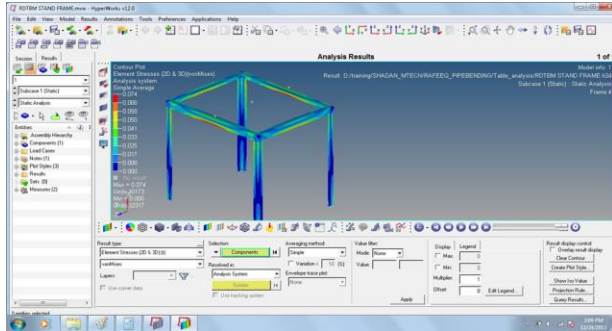 RDTBM STAND FRAME.mvw - HyperWorks v12.0
File Edit View Model Results Annotations Tools Preferences Applications Help
Session Results
Subcase 1 (Static)
Static Analysis
Entities
Assembly Hierarchy
Components (1)
Load Cases
Notes (1)
Plot Styles (3)
Results
Sets (0)
Measures (2)
Analysis Results
1 of
Contour Plot
Element Stresses (2D & 3D)(vonMises)
Analysis system
Simple Average
0.074
0.066
0.058
0.050
0.041
0.033
0.025
0.017
0.008
0.000
No result
Max = 0.074
Min = 0.000
Model info: 1
Result: D:/training/SHADAN_MTECH/RAFEEQ_PIPEBENDING/Table_analysis/RDTBM STAND FRAME.h3d
Subcase 1 (Static) : Static Analysis
Frame 4
Result type:
Element Stresses (2D & 3D) (t)
vonMises
Layers:
Use corner data
Selection:
Components
Resolved in:
Analysis System
System
Use tracking system
Averaging method:
Simple
Variation <
Envelope trace plot:
None
Value filter:
Mode: None
Value:
Apply
Display Legend
Max 0
Min 0
Multiplier: 1
Offset 0
Edit Legend...
Result display control:
Overlap result display
Clear Contour
Create Plot Style...
Show Iso Value
Projection Rule...
Query Results...